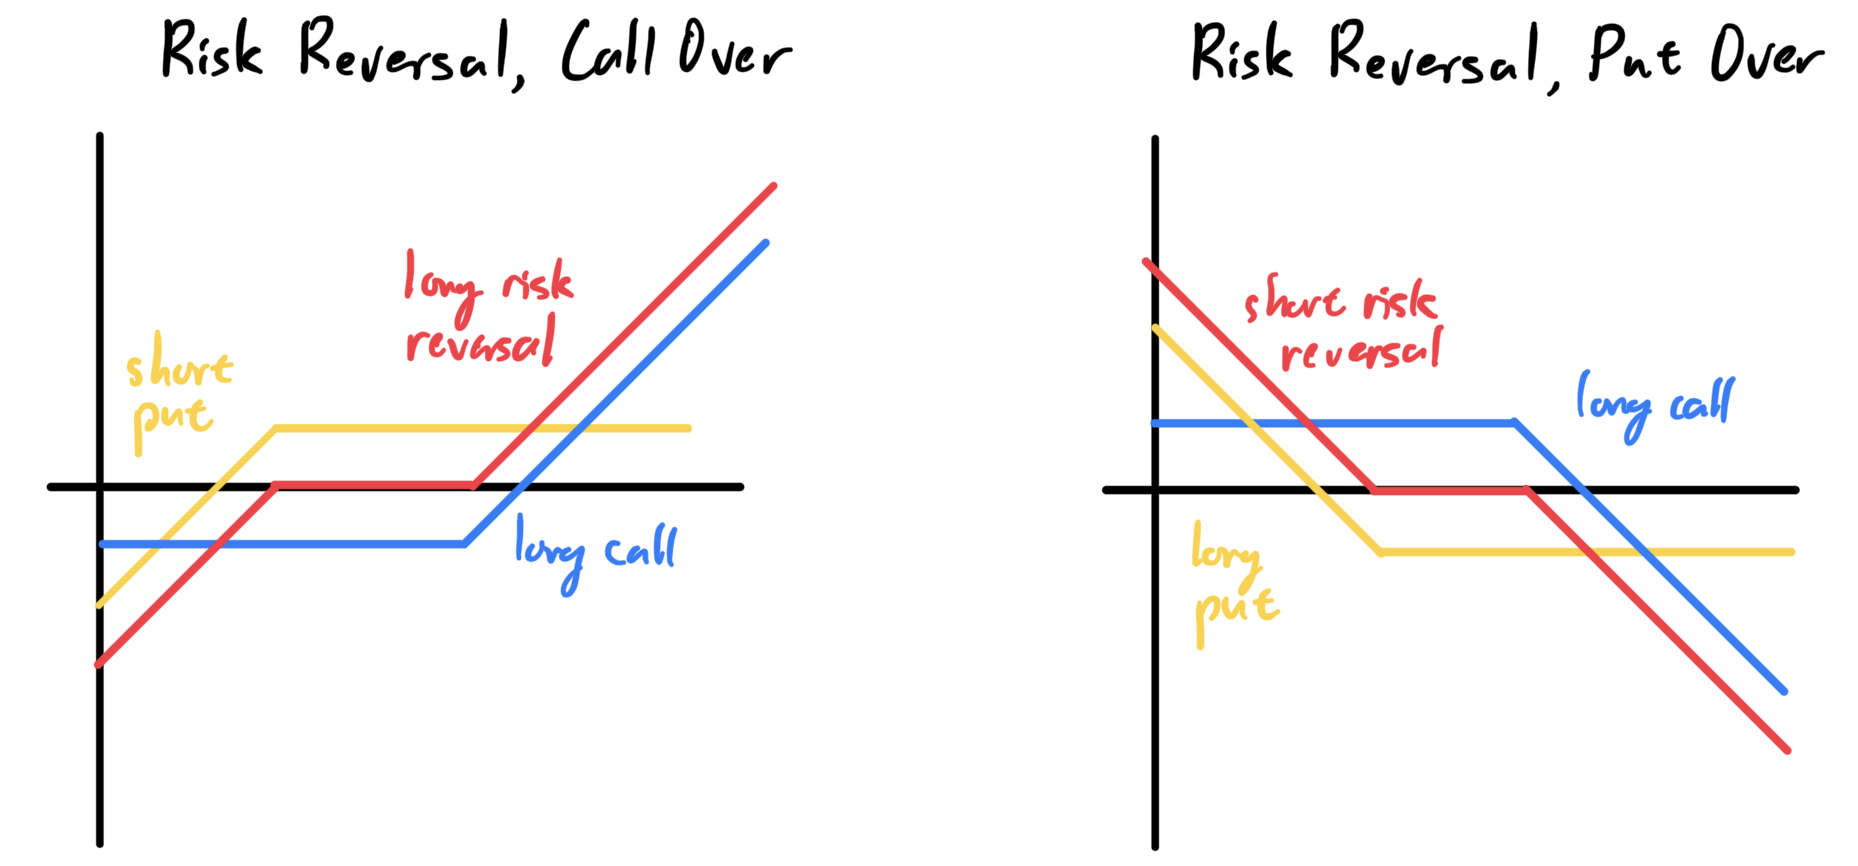 Risk Reversal, Call Over
short
put
long risk
reversal
long call
Risk Reversal, Put Over
short risk
reversal
long call
long
put